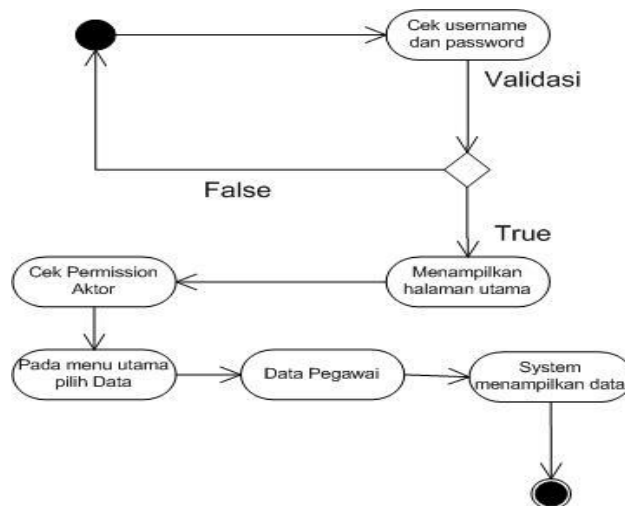 Cek username
dan password
Validasi
False
True
Menampilkan
halaman utama
Cek Permission
Aktor
Pada menu utama
pilih Data
Data Pegawai
System
menampilkan data